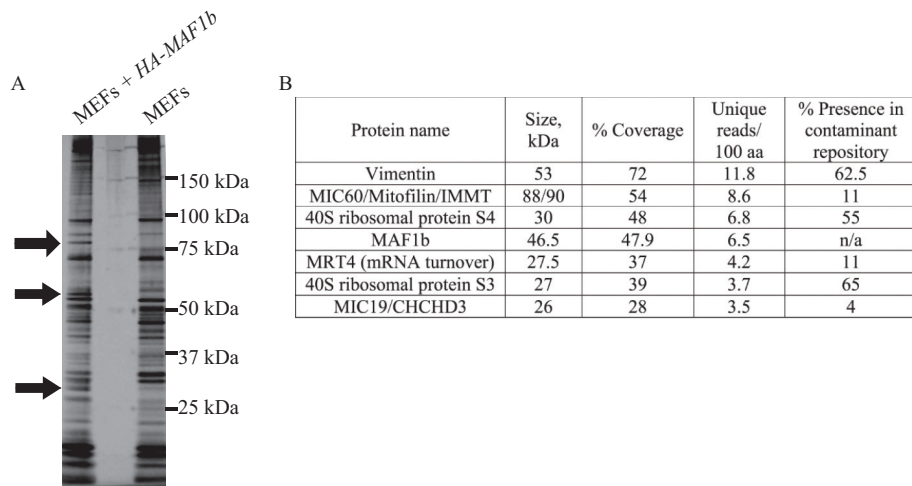 A
MEFs + HA-MAF1b
MEFs
150 kDa
100 kDa
75 kDa
50 kDa
37 kDa
25 kDa
B
Protein name
Size,
kDa
% Coverage
Unique
reads/
100 aa
% Presence in
contaminant
repository
Vimentin 53 72 11.8 62.5
MIC60/Mitofilin/IMMT 88/90 54 8.6 11
40S ribosomal protein S4 30 48 6.8 55
MAF1b 46.5 47.9 6.5 n/a
MRT4 (mRNA turnover) 27.5 37 4.2 11
40S ribosomal protein S3 27 39 3.7 65
MIC19/CHCHD3 26 28 3.5 4